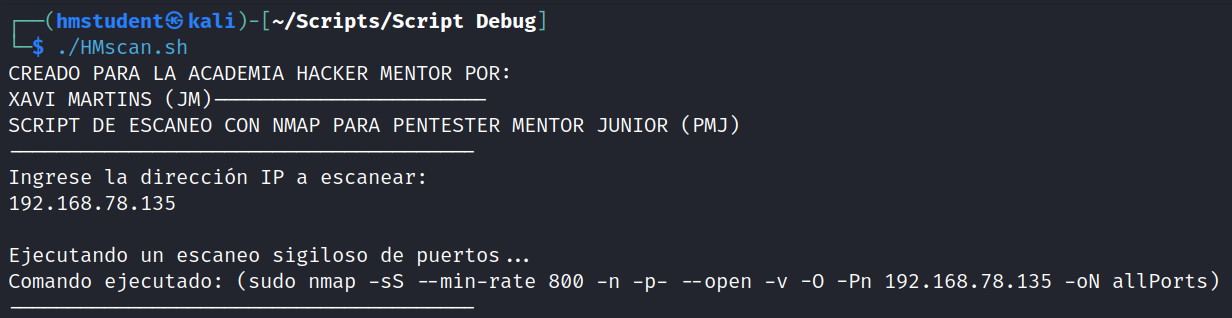 ┌──(hmstudent㉿kali)-[~/Scripts/Script Debug]
└─$ ./HMscan.sh
CREADO PARA LA ACADEMIA HACKER MENTOR POR:
XAVI MARTINS (JM)-----------------------
SCRIPT DE ESCANEO CON NMAP PARA PENTESTER MENTOR JUNIOR (PMJ)
---------------------------------------
Ingrese la dirección IP a escanear:
192.168.78.135
Ejecutando un escaneo sigiloso de puertos...
Comando ejecutado: (sudo nmap -sS --min-rate 800 -n -p- --open -v -O -Pn 192.168.78.135 -oN allPorts)
---------------------------------------